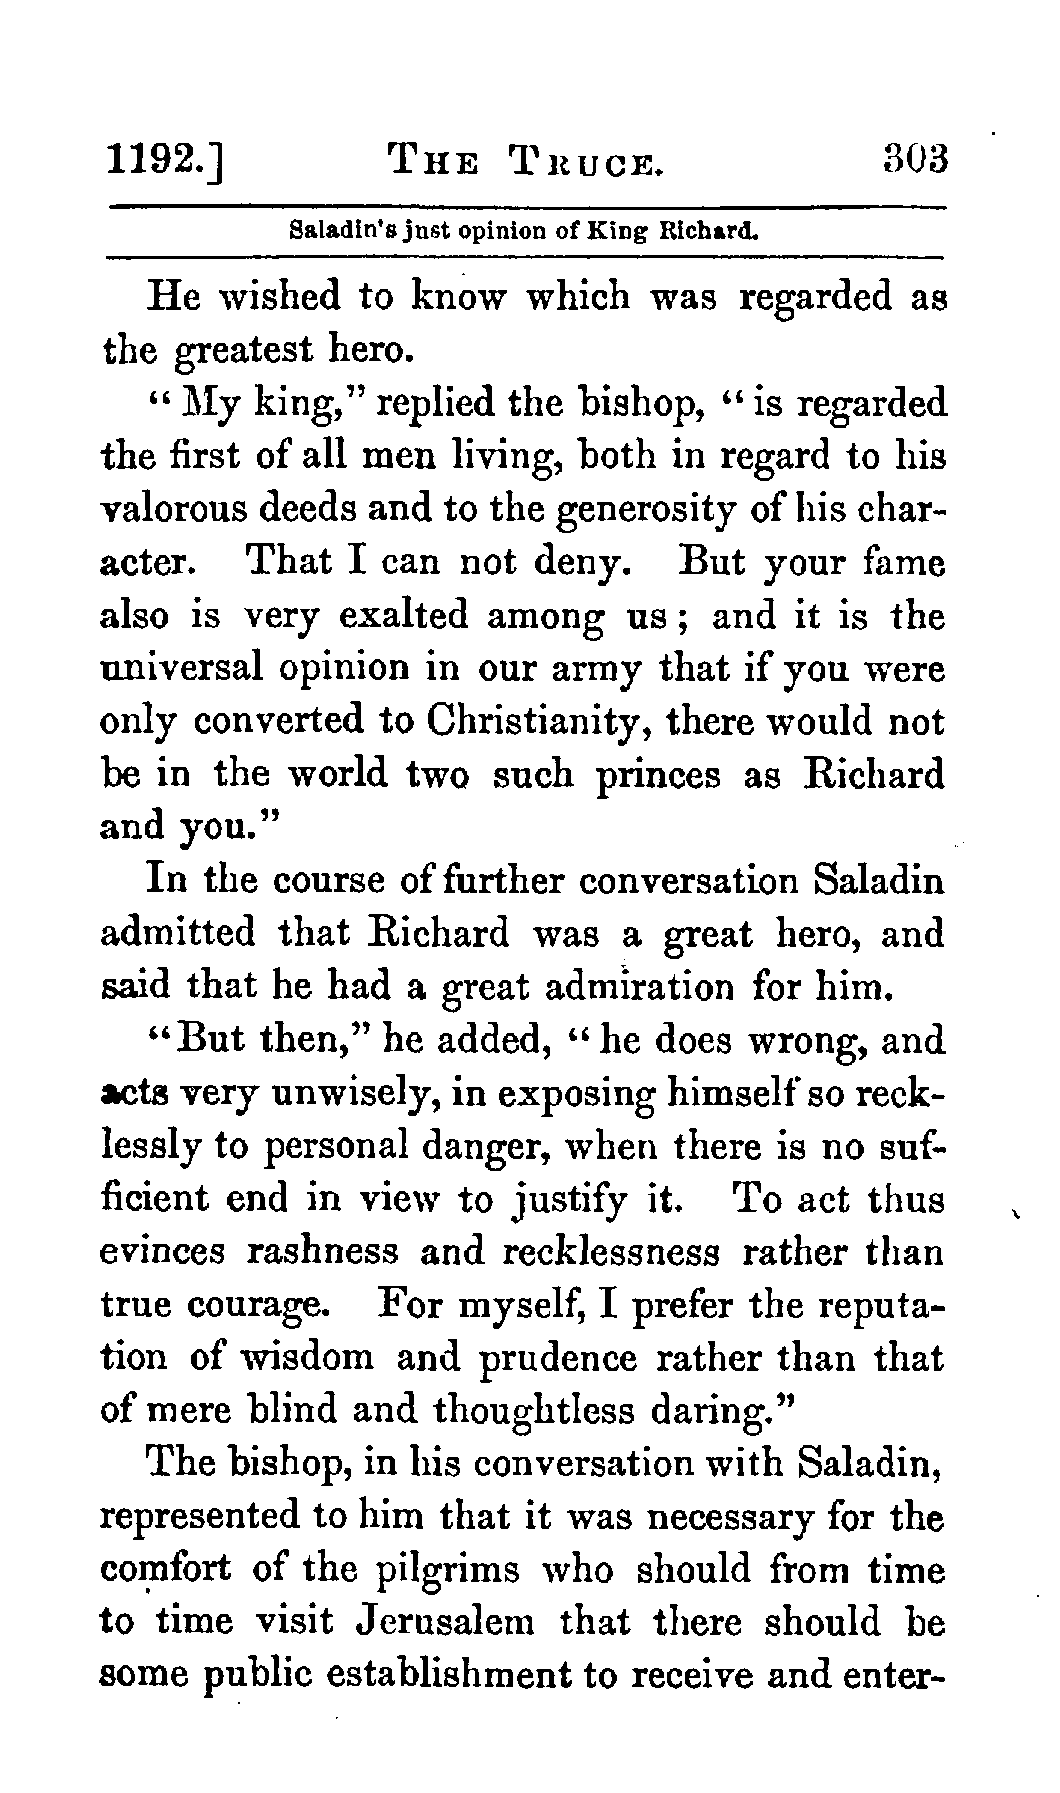 1192.] THE TRUCE. 303
Saladin's just opinion of King Richard.
He wished to know which was regarded as
the greatest hero.
"My king," replied the bishop, "is regarded
the first of all men living, both in regard to his
valorous deeds and to the generosity of his char-
acter. That I can not deny. But your fame
also is very exalted among us; and it is the
universal opinion in our army that if you were
only converted to Christianity, there would not
be in the world two such princes as Richard
and you."
In the course of further conversation Saladin
admitted that Richard was a great hero, and
said that he had a great admiration for him.
"But then," he added, "he does wrong, and
acts very unwisely, in exposing himself so reck-
lessly to personal danger, when there is no suf-
ficient end in view to justify it. To act thus
evinces rashness and recklessness rather than
true courage. For myself, I prefer the reputa-
tion of wisdom and prudence rather than that
of mere blind and thoughtless daring."
The bishop, in his conversation with Saladin,
represented to him that it was necessary for the
comfort of the pilgrims who should from time
to time visit Jerusalem that there should be
some public establishment to receive and enter-